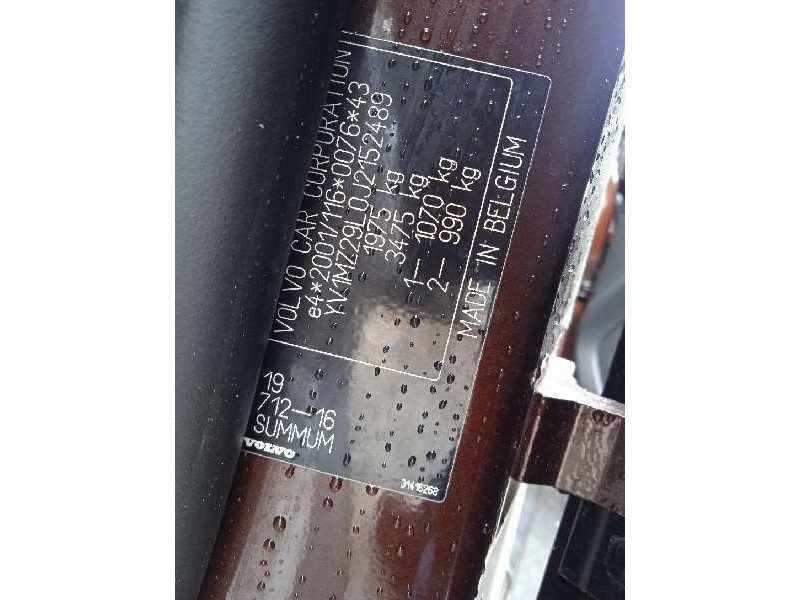 VOLVO CAR CORPORATION
e4*2001/116*0076*43
YV1MZ29L0J2152489
1975 kg
3475 kg
1— 1070 kg
2— 990 kg
MADE IN BELGIUM
19
712—16
SUMMUM
VOLVO
31416268